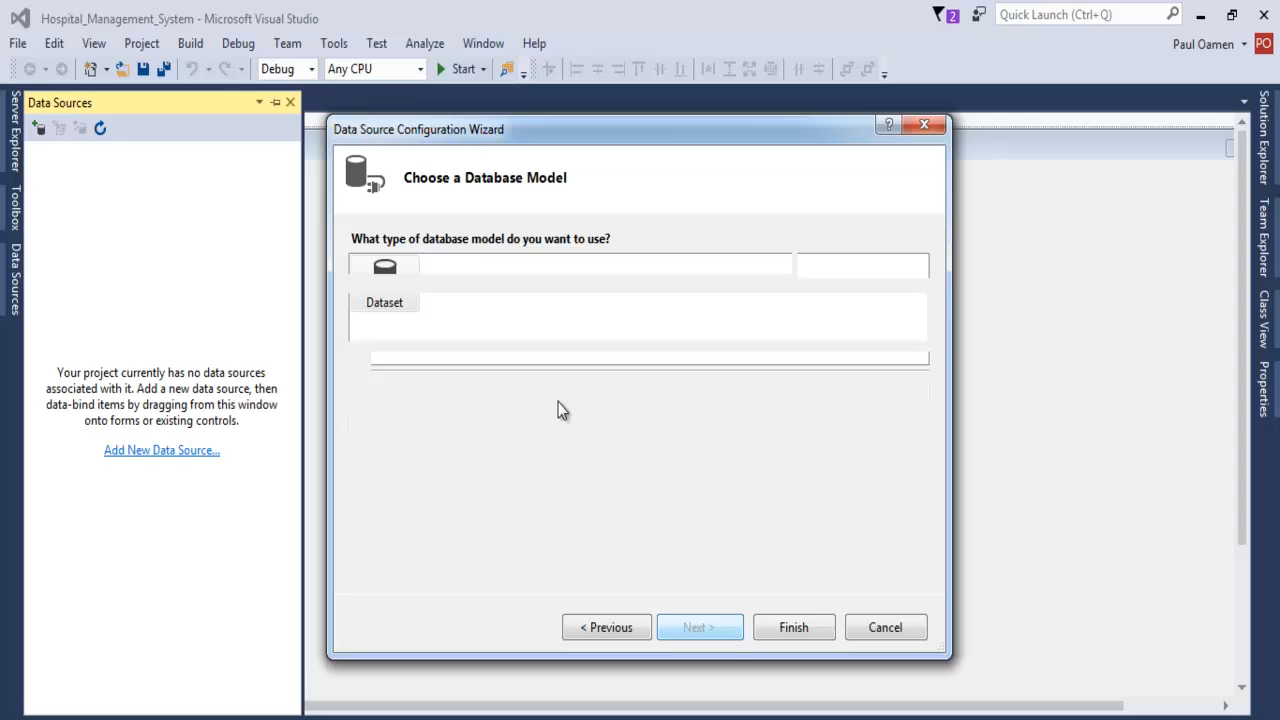 Hospital_Management_System - Microsoft Visual Studio
2
Quick Launch (Ctrl+Q)
File Edit View Project Build Debug Team Tools Test Analyze Window Help
Paul Oamen
PO
Debug
Any CPU
Start
Server Explorer
Toolbox
Data Sources
Data Sources
Your project currently has no data sources
associated with it. Add a new data source, then
data-bind items by dragging from this window
onto forms or existing controls.
Add New Data Source...
Data Source Configuration Wizard
?
Choose a Database Model
What type of database model do you want to use?
Dataset
< Previous
Next >
Finish
Cancel
Solution Explorer
Team Explorer
Class View
Properties